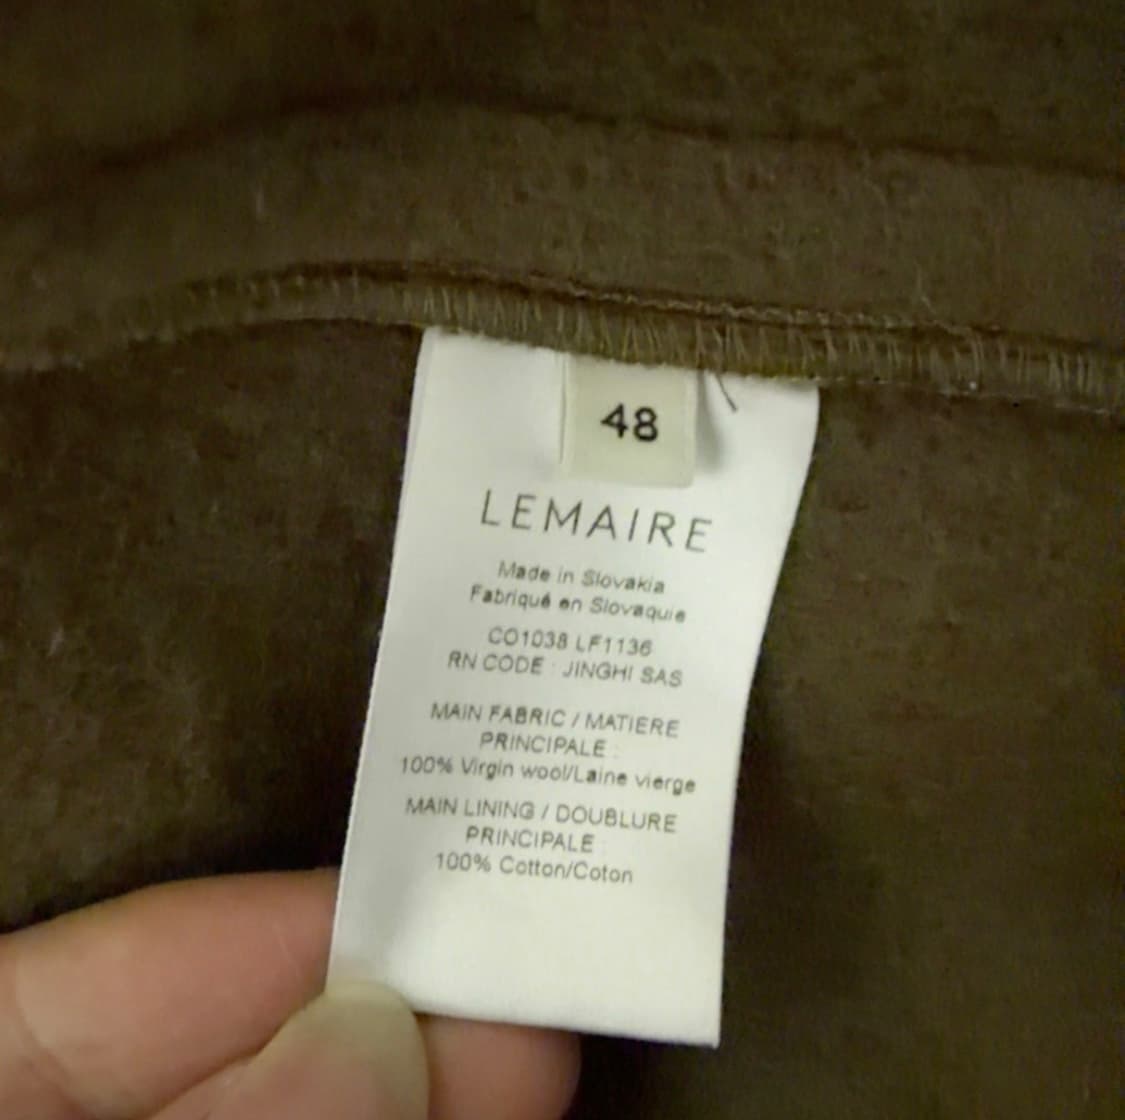 48
LEMAIRE
Made in Slovakia
Fabriqué en Slovaquie
CO1038 LF1136
RN CODE : JINGHI SAS
MAIN FABRIC / MATIERE
PRINCIPALE :
100% Virgin wool/Laine vierge
MAIN LINING / DOUBLURE
PRINCIPALE :
100% Cotton/Coton